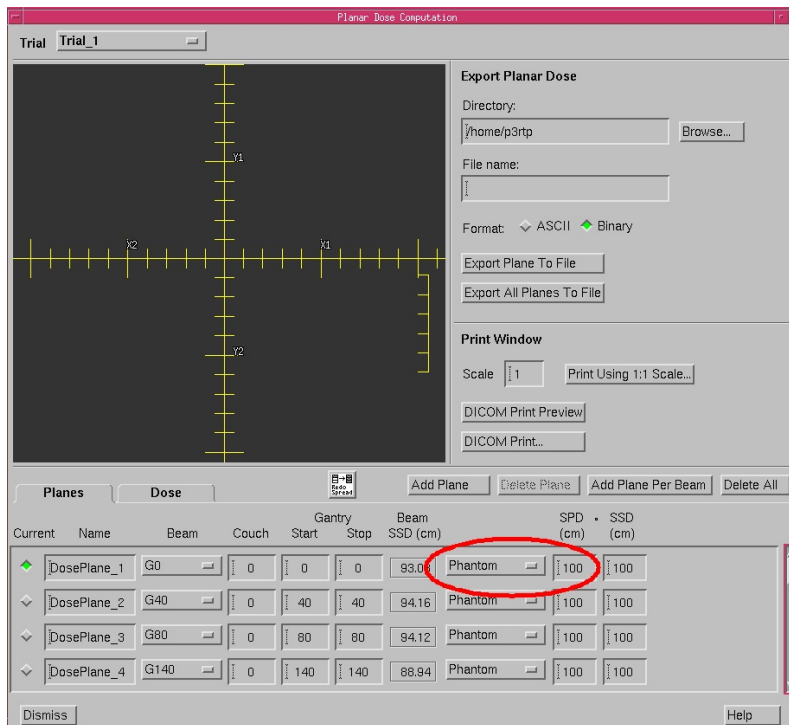 Planar Dose Computation
Trial Trial_1
Y1
X2 X1
Y2
Export Planar Dose
Directory:
/home/p3rtp Browse...
File name:
Format: ASCII Binary
Export Plane To File
Export All Planes To File
Print Window
Scale 1 Print Using 1:1 Scale...
DICOM Print Preview
DICOM Print...
Planes Dose Redo Spread Add Plane Delete Plane Add Plane Per Beam Delete All
Gantry Beam SPD SSD
Current Name Beam Couch Start Stop SSD (cm) (cm) (cm)
DosePlane_1 G0 0 0 0 Phantom 100 100
DosePlane_2 G40 0 40 40 94.16 Phantom 100 100
DosePlane_3 G80 0 80 80 94.12 Phantom 100 100
DosePlane_4 G140 0 140 140 88.94 Phantom 100 100
Dismiss Help